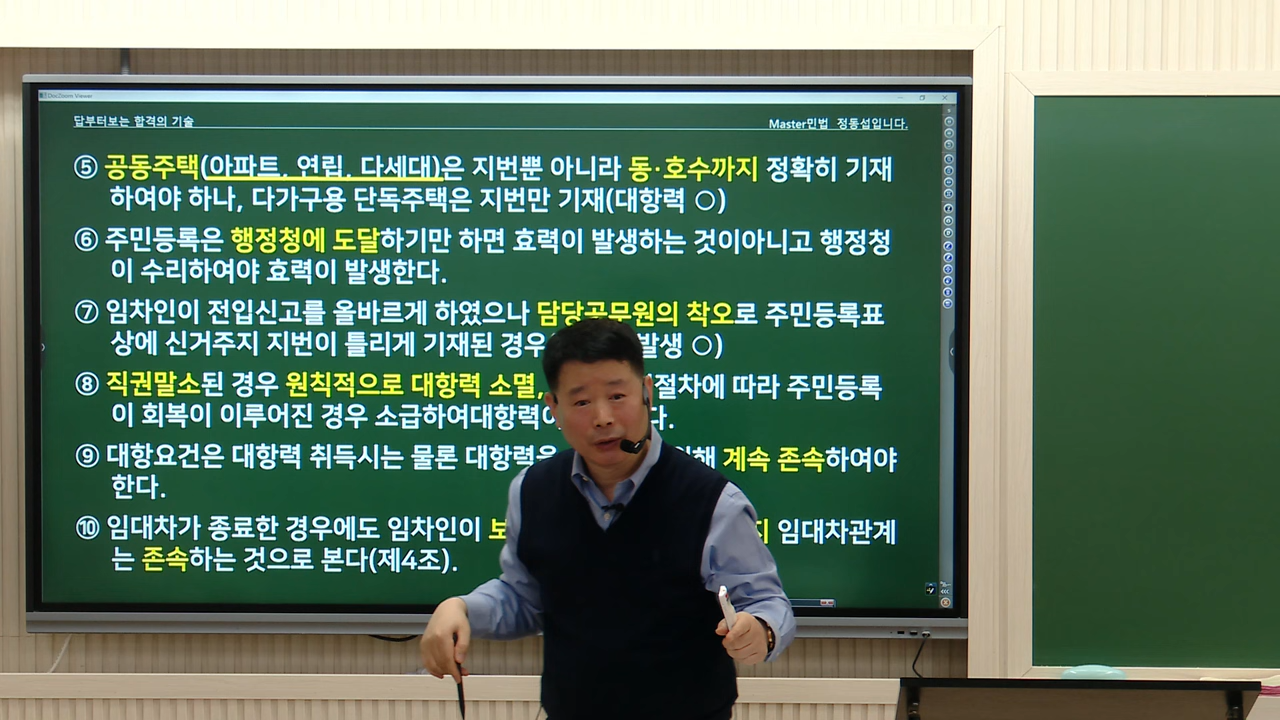 DocZoom Viewer
답부터보는 합격의 기술
Master민법 정동섭입니다.
⑤ 공동주택(아파트, 연립, 다세대)은 지번뿐 아니라 동·호수까지 정확히 기재
하여야 하나, 다가구용 단독주택은 지번만 기재(대항력 ○)
⑥ 주민등록은 행정청에 도달하기만 하면 효력이 발생하는 것이아니고 행정청
이 수리하여야 효력이 발생한다.
⑦ 임차인이 전입신고를 올바르게 하였으나 담당공무원의 착오로 주민등록표
상에 신거주지 지번이 틀리게 기재된 경우( 발생 ○)
⑧ 직권말소된 경우 원칙적으로 대항력 소멸, 절차에 따라 주민등록
이 회복이 이루어진 경우 소급하여대항력이 다.
⑨ 대항요건은 대항력 취득시는 물론 대항력을 위해 계속 존속하여야
한다.
⑩ 임대차가 종료한 경우에도 임차인이 보 지 임대차관계
는 존속하는 것으로 본다(제4조).